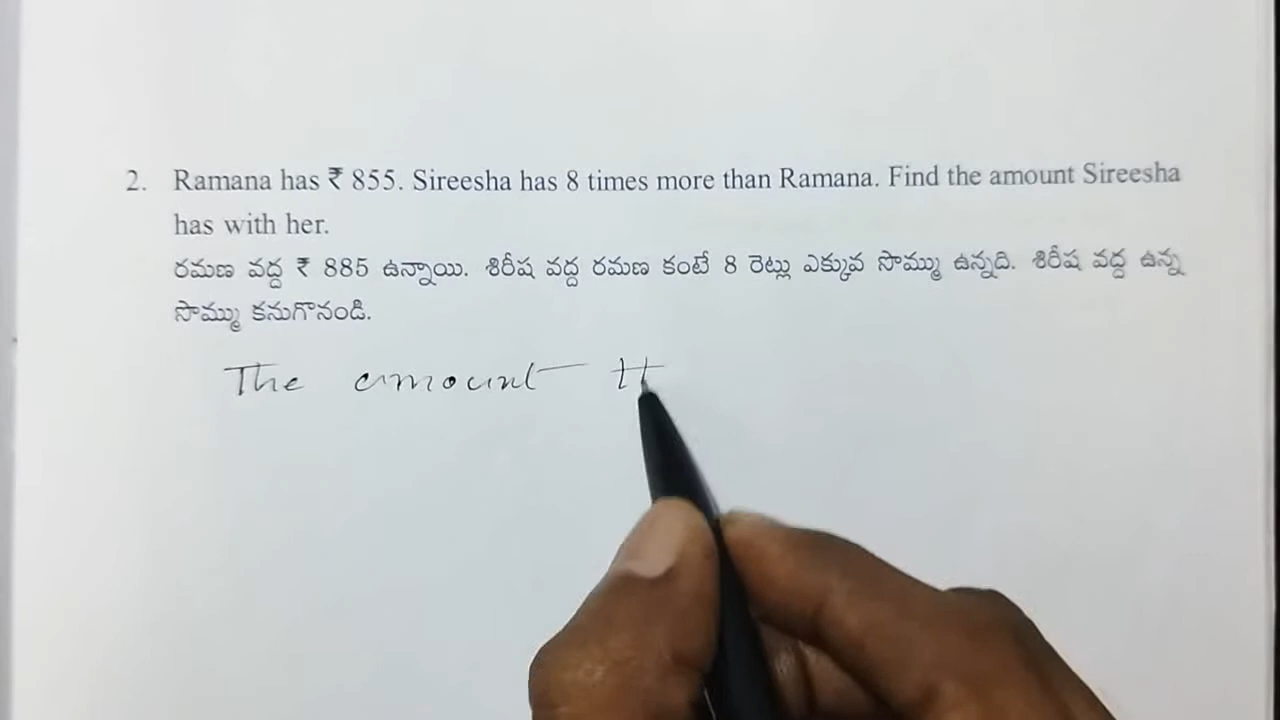 2. Ramana has ₹ 855. Sireesha has 8 times more than Ramana. Find the amount Sireesha
has with her.
రమణ వద్ద ₹ 885 ఉన్నాయి. శిరీష వద్ద రమణ కంటే 8 రెట్లు ఎక్కువ సొమ్ము ఉన్నది. శిరీష వద్ద ఉన్న
సొమ్ము కనుగొనండి.
The amount